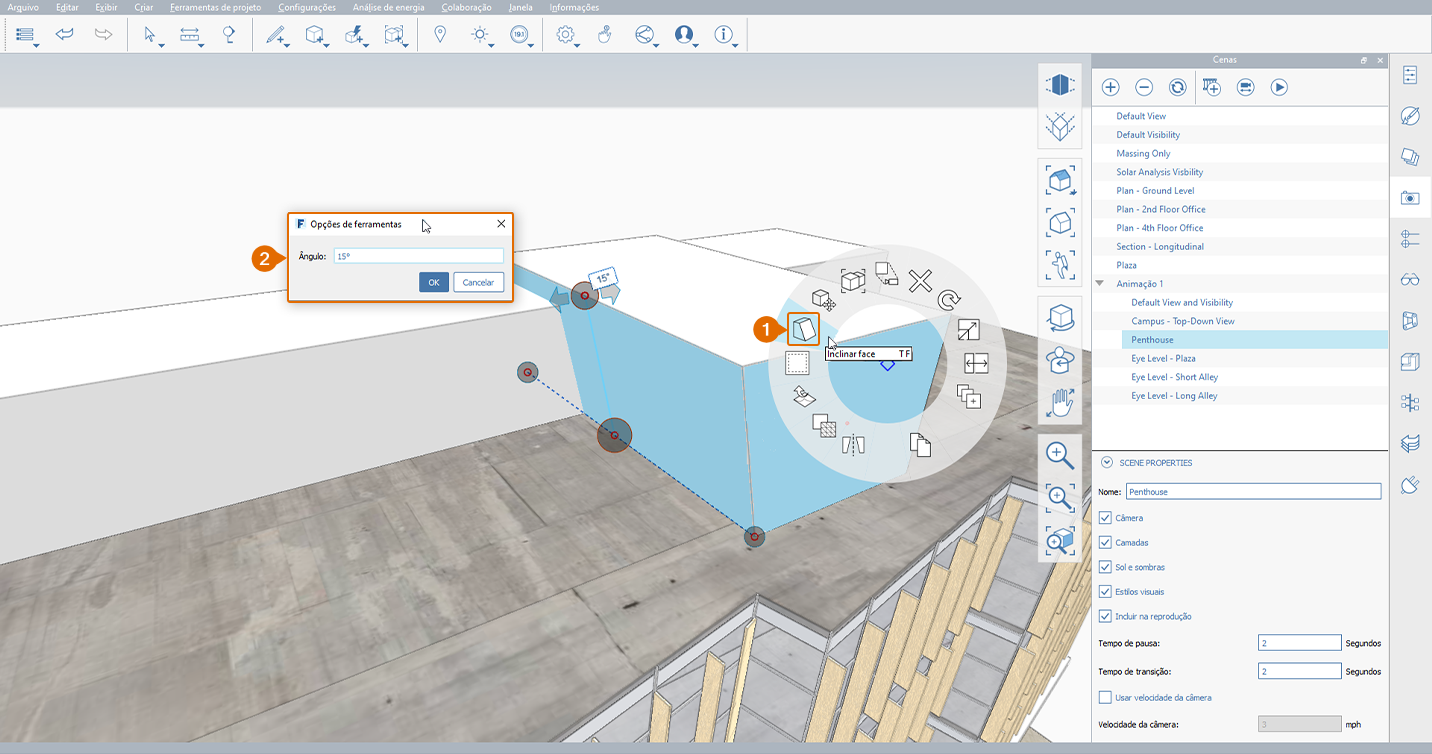 Arquivo Editar Exibir Criar Ferramentas de projeto Configurações Análise de energia Colaboração Janela Informações
191
Cenas
Default View
Default Visibility
Massing Only
Solar Analysis Visbility
Plan - Ground Level
Plan - 2nd Floor Office
Plan - 4th Floor Office
Section - Longitudinal
Plaza
Animação 1
Default View and Visibility
Campus - Top-Down View
Penthouse
Eye Level - Plaza
Eye Level - Short Alley
Eye Level - Long Alley
SCENE PROPERTIES
Nome: Penthouse
Câmera
Camadas
Sol e sombras
Estilos visuais
Incluir na reprodução
Tempo de pausa: 2 Segundos
Tempo de transição: 2 Segundos
Usar velocidade da câmera
Velocidade da câmera: 3 mph
F Opções de ferramentas
2
Ângulo: 15º
OK Cancelar
15°
1
Inclinar face TF